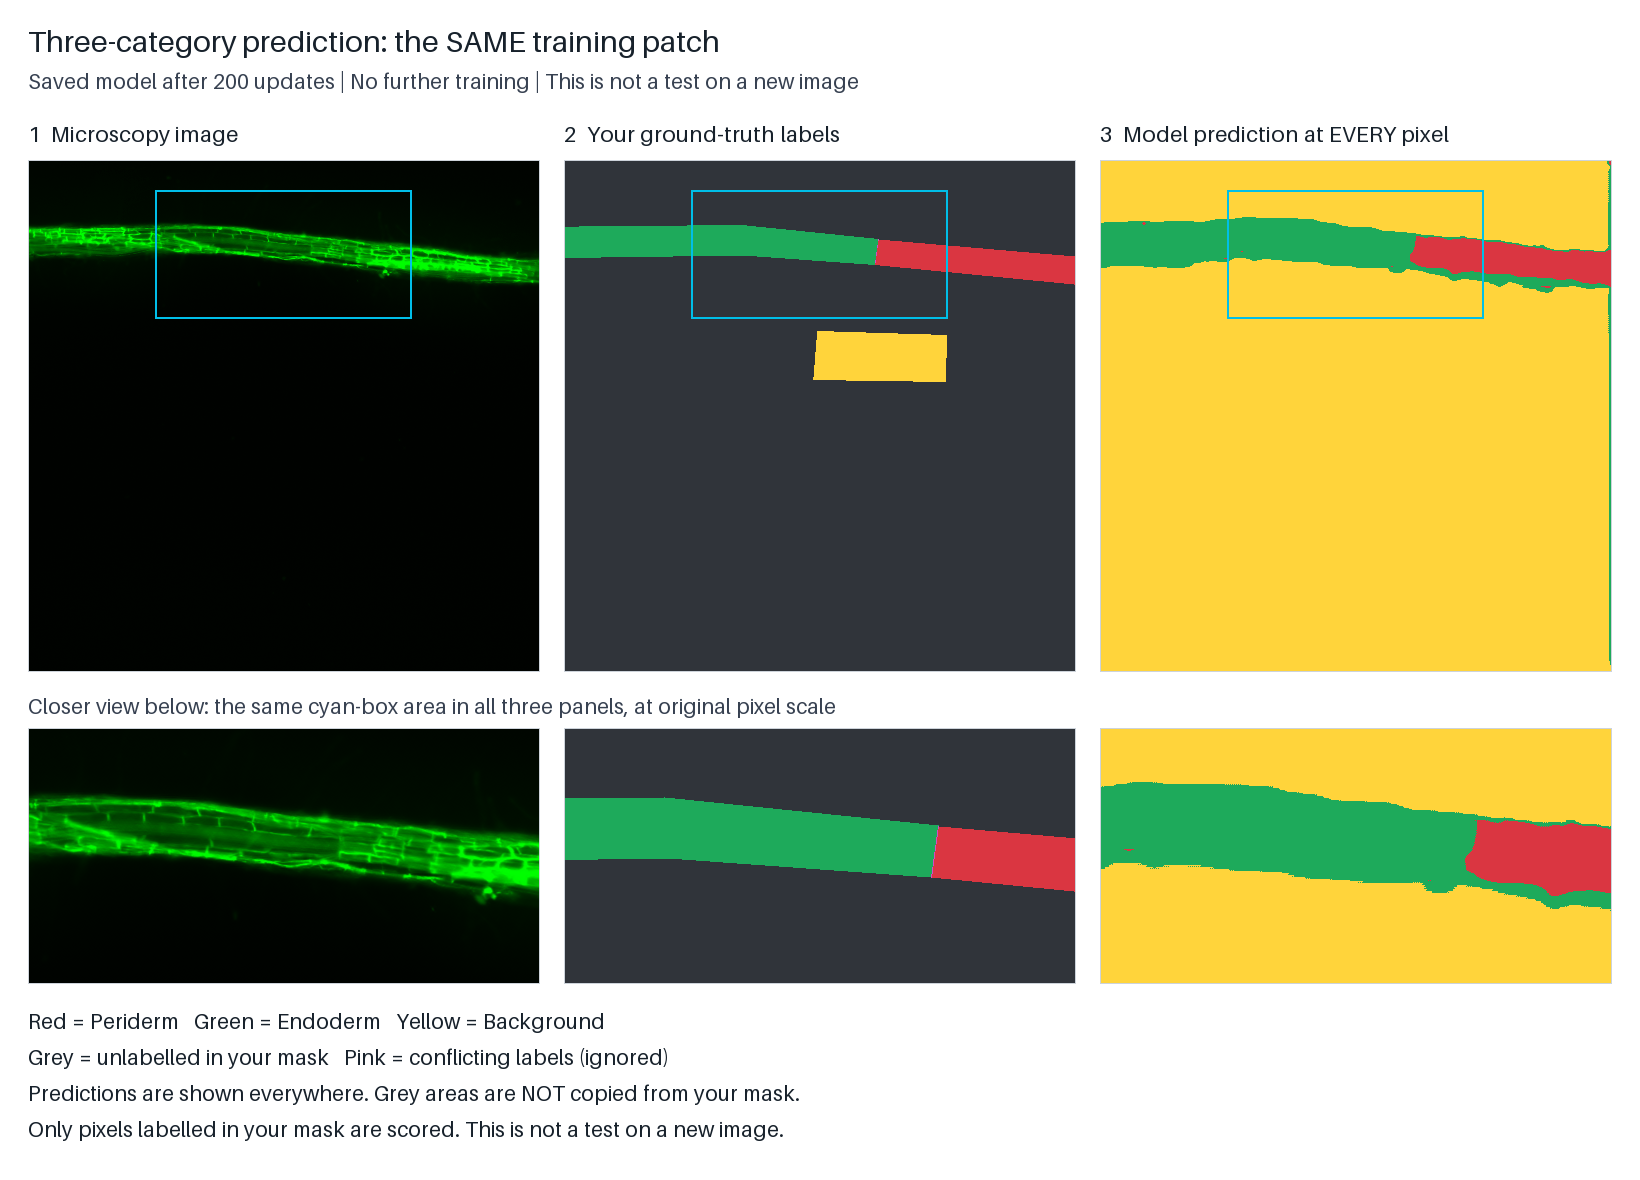 Three-category prediction: the SAME training patch
Saved model after 200 updates | No further training | This is not a test on a new image
1 Microscopy image
2 Your ground-truth labels
3 Model prediction at EVERY pixel
Closer view below: the same cyan-box area in all three panels, at original pixel scale
Red = Periderm Green = Endoderm Yellow = Background
Grey = unlabelled in your mask Pink = conflicting labels (ignored)
Predictions are shown everywhere. Grey areas are NOT copied from your mask.
Only pixels labelled in your mask are scored. This is not a test on a new image.